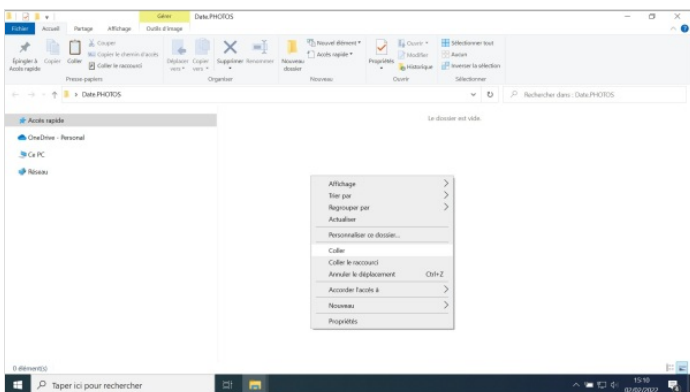 Gérer
Date.PHOTOS
Fichier
Accueil
Partage
Affichage
Outils d'image
Épingler à
Accès rapide
Copier
Coller
Couper
Copier le chemin d'accès
Coller le raccourci
Presse-papiers
Déplacer
vers
Copier
vers
Supprimer
Renommer
Organiser
Nouveau
dossier
Nouvel élément
Accès rapide
Nouveau
Propriétés
Ouvrir
Modifier
Historique
Ouvrir
Sélectionner tout
Aucun
Inverser la sélection
Sélectionner
Date.PHOTOS
Rechercher dans : Date.PHOTOS
Accès rapide
OneDrive - Personal
Ce PC
Réseau
Le dossier est vide.
Affichage
Trier par
Regrouper par
Actualiser
Personnaliser ce dossier...
Coller
Coller le raccourci
Annuler le déplacement Ctrl+Z
Accorder l'accès à
Nouveau
Propriétés
0 élément(s)
Taper ici pour rechercher
15:10
02/02/2022